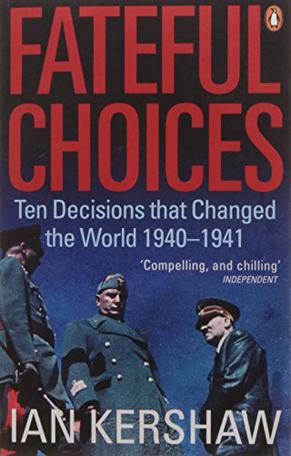 FATEFUL
CHOICES
Ten Decisions that Changed
the World 1940–1941
‘Compelling, and chilling’
INDEPENDENT
IAN KERSHAW